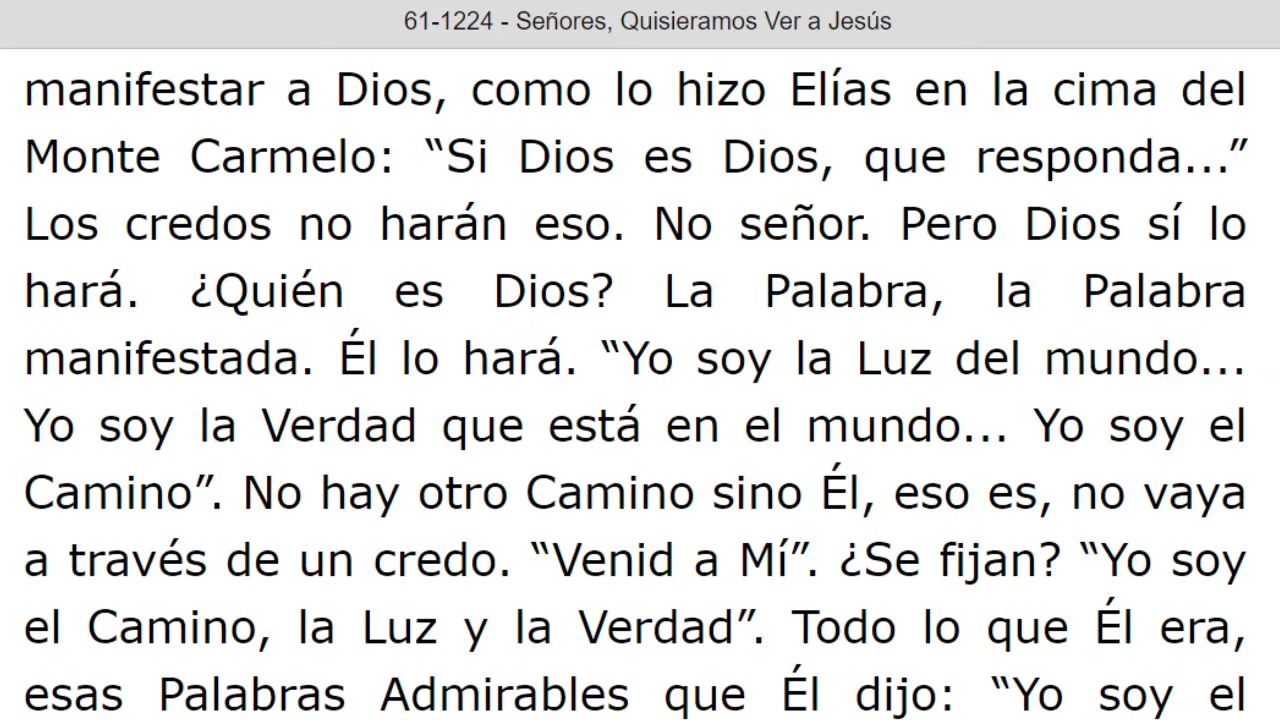 61-1224 - Señores, Quisieramos Ver a Jesús
manifestar a Dios, como lo hizo Elías en la cima del
Monte Carmelo: “Si Dios es Dios, que responda...”
Los credos no harán eso. No señor. Pero Dios sí lo
hará. ¿Quién es Dios? La Palabra, la Palabra
manifestada. Él lo hará. “Yo soy la Luz del mundo...
Yo soy la Verdad que está en el mundo... Yo soy el
Camino”. No hay otro Camino sino Él, eso es, no vaya
a través de un credo. “Venid a Mí”. ¿Se fijan? “Yo soy
el Camino, la Luz y la Verdad”. Todo lo que Él era,
esas Palabras Admirables que Él dijo: “Yo soy el